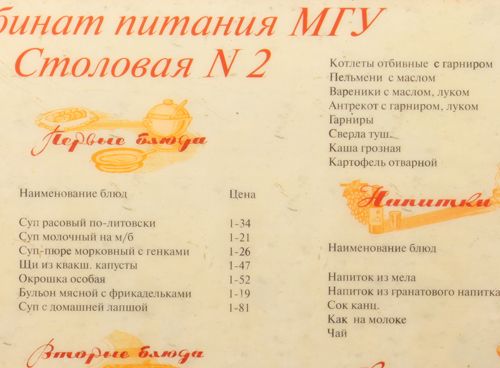 бинат питания МГУ
Столовая N 2
Первые блюда
Наименование блюд Цена
Суп расовый по-литовски 1-34
Суп молочный на м/б 1-21
Суп-пюре морковный с генками 1-26
Щи из квакш. капусты 1-47
Окрошка особая 1-52
Бульон мясной с фрикадельками 1-19
Суп с домашней лапшой 1-81
Вторые блюда
Котлеты отбивные с гарниром
Пельмени с маслом
Вареники с маслом, луком
Антрекот с гарниром, луком
Гарниры
Сверла туш.
Каша грозная
Картофель отварной
Напитки
Наименование блюд
Напиток из мела
Напиток из гранатового напитка
Сок канц.
Как на молоке
Чай